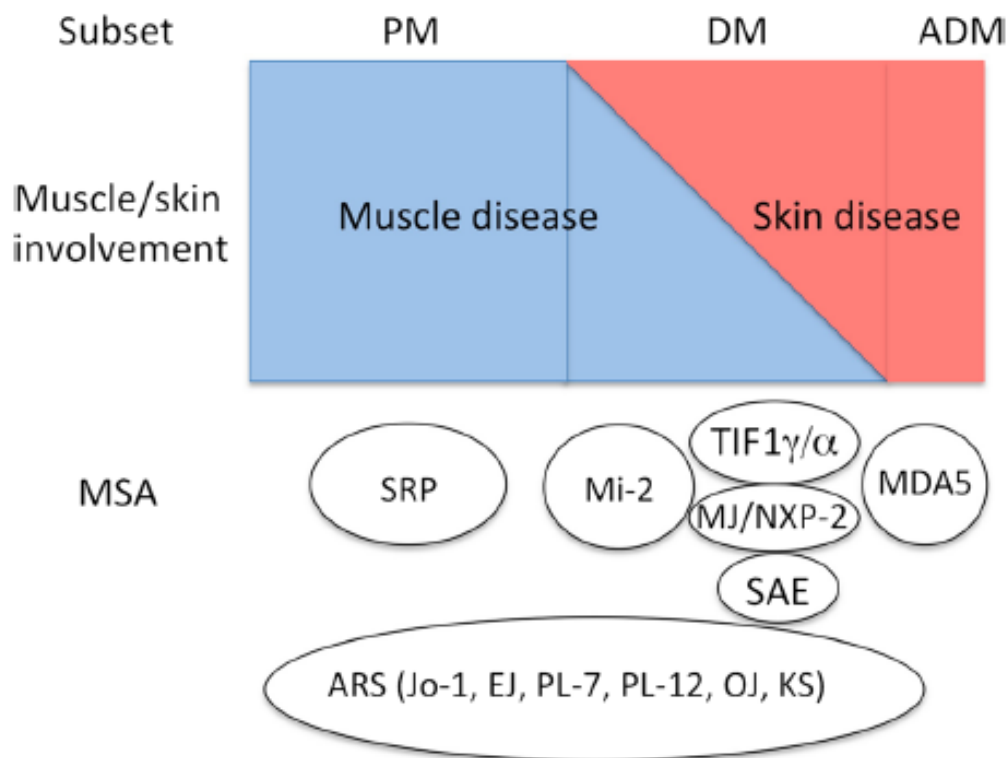 Subset PM DM ADM
Muscle/skin
involvement
Muscle disease Skin disease
MSA
SRP
Mi-2
TIF1γ/α
MJ/NXP-2
SAE
MDA5
ARS (Jo-1, EJ, PL-7, PL-12, OJ, KS)